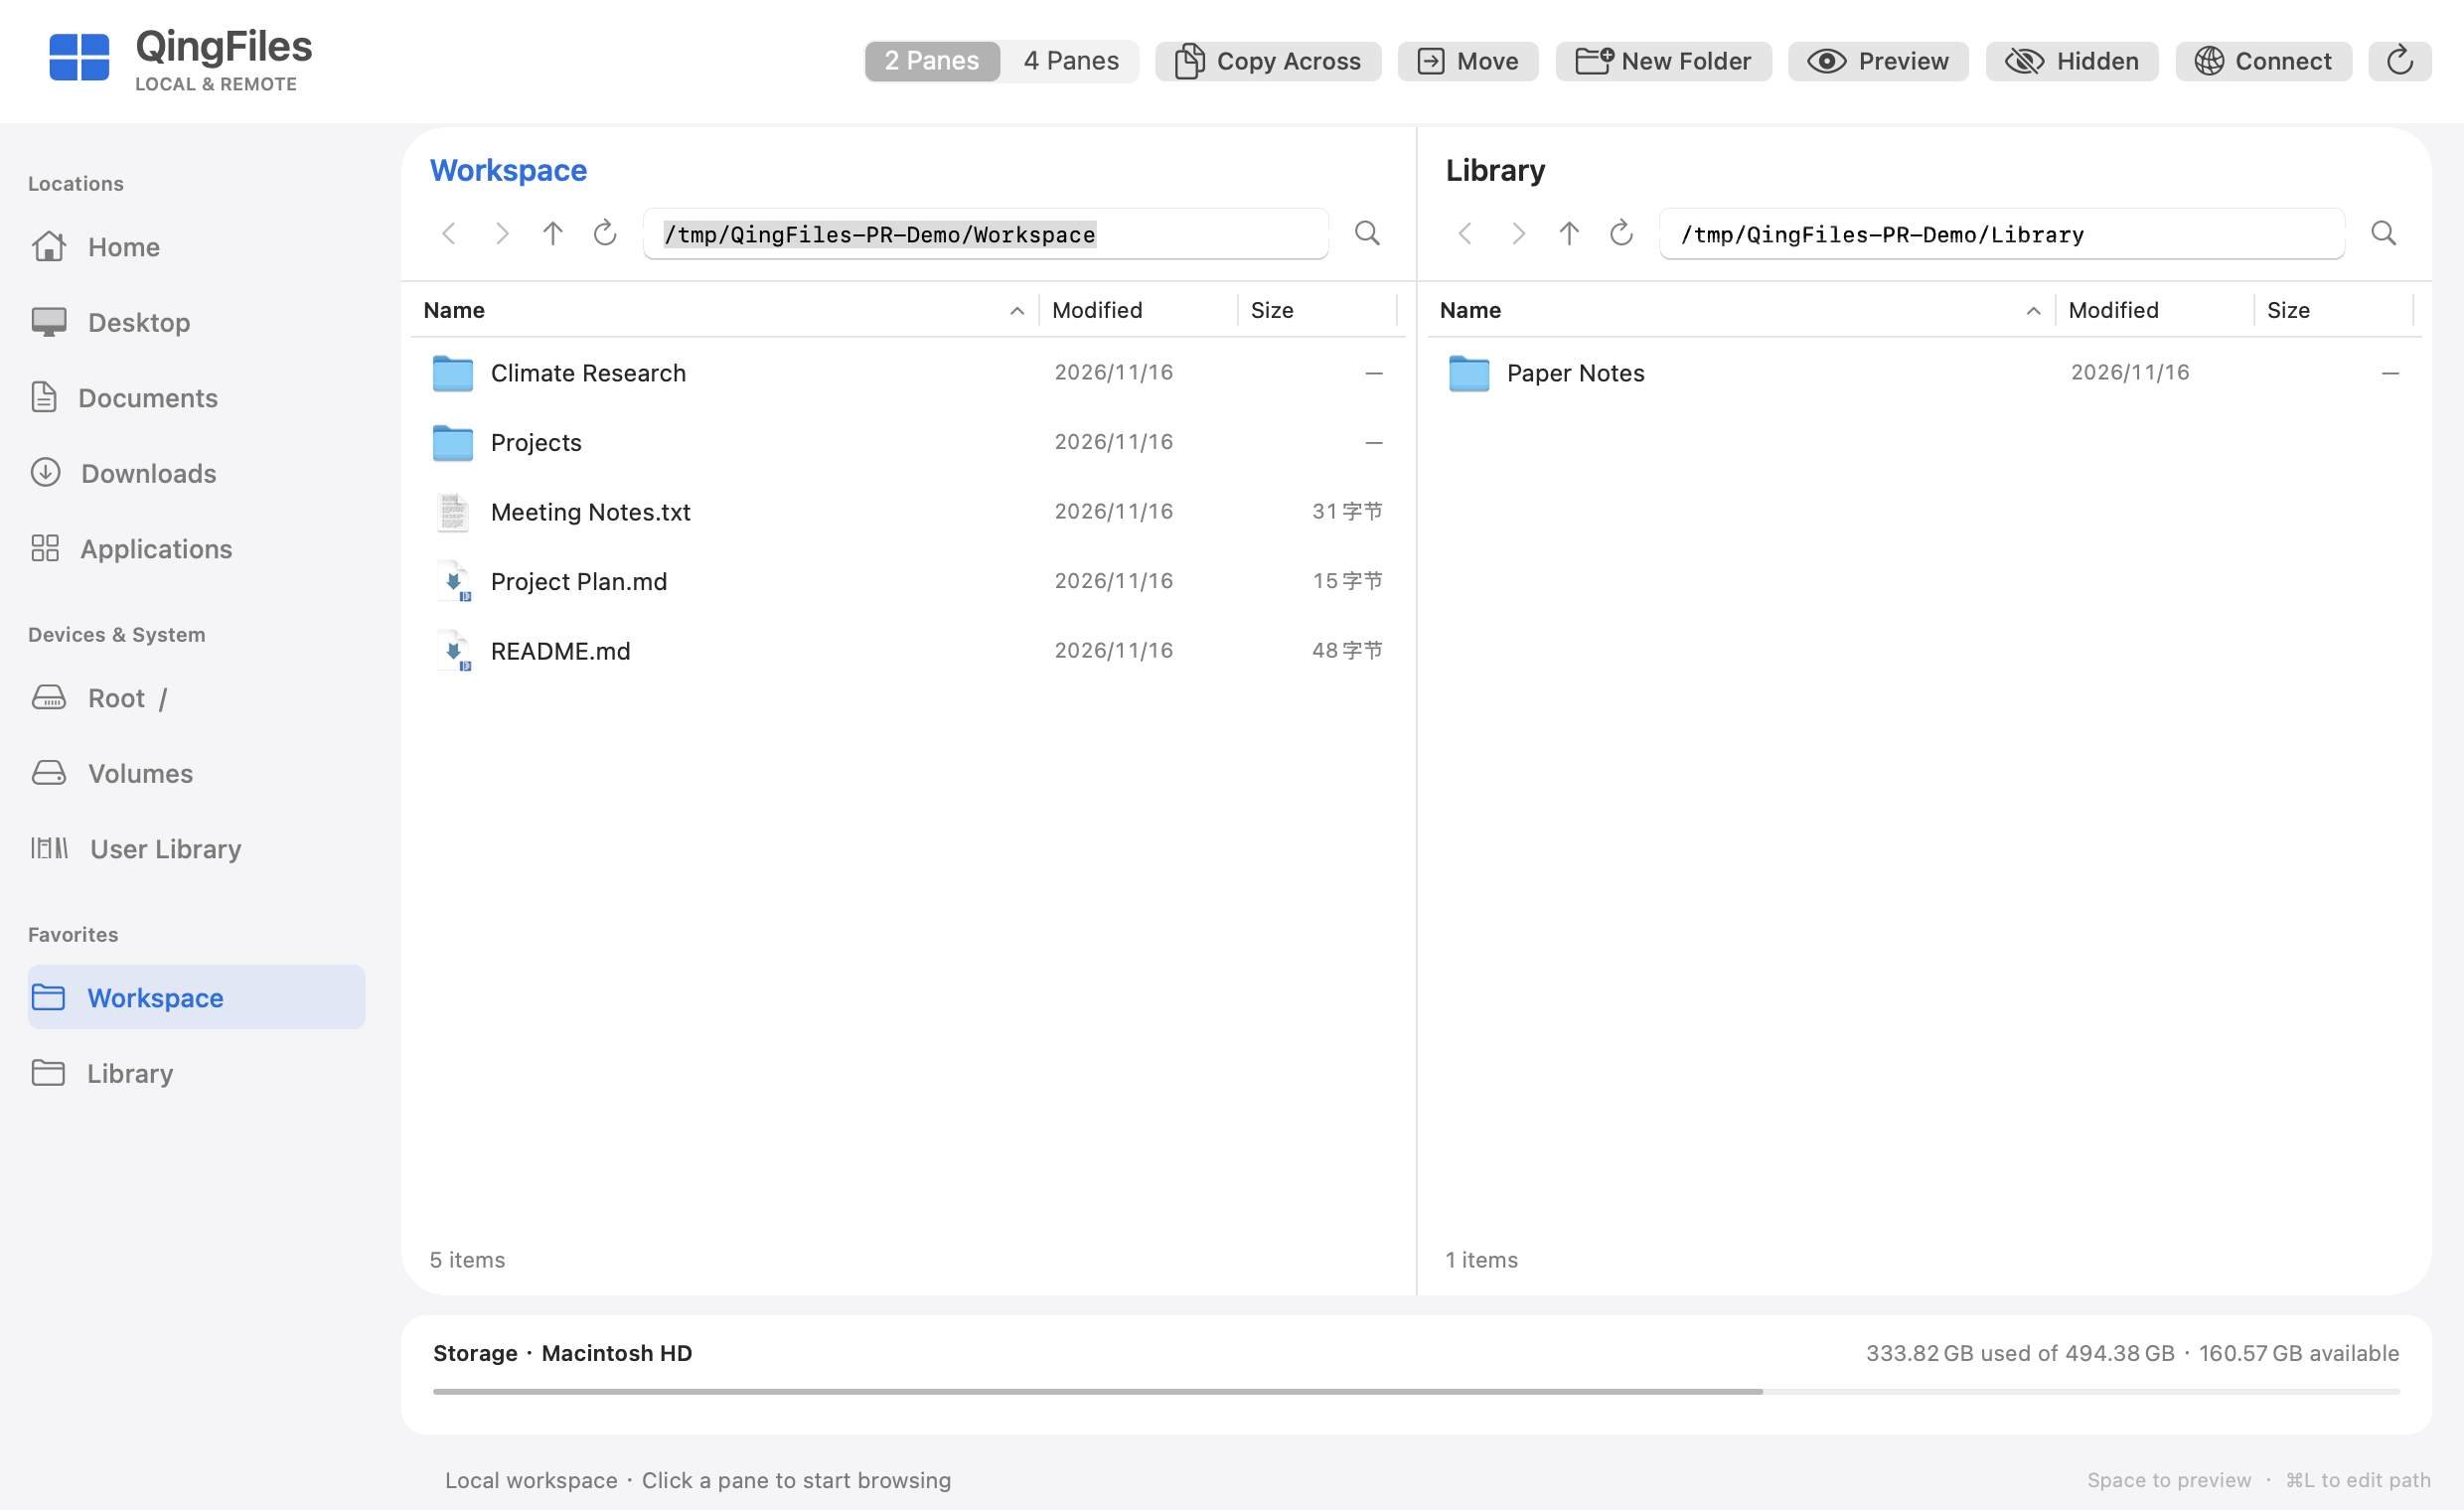 QingFiles
LOCAL & REMOTE
2 Panes 4 Panes Copy Across Move New Folder Preview Hidden Connect
Locations
Home
Desktop
Documents
Downloads
Applications
Devices & System
Root /
Volumes
User Library
Favorites
Workspace
Library
Workspace
/tmp/QingFiles-PR-Demo/Workspace
Name Modified Size
Climate Research 2026/11/16 —
Projects 2026/11/16 —
Meeting Notes.txt 2026/11/16 31 字节
Project Plan.md 2026/11/16 15 字节
README.md 2026/11/16 48 字节
5 items
Library
/tmp/QingFiles-PR-Demo/Library
Name Modified Size
Paper Notes 2026/11/16 —
1 items
Storage · Macintosh HD 333.82 GB used of 494.38 GB · 160.57 GB available
Local workspace · Click a pane to start browsing Space to preview · ⌘L to edit path